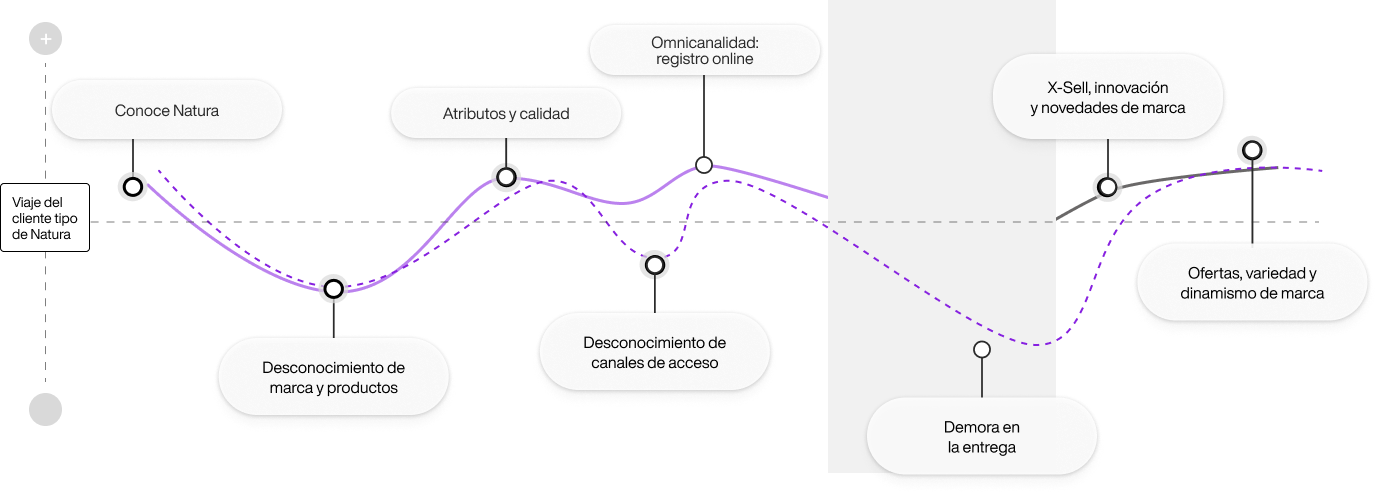 +
Conoce Natura
Atributos y calidad
Omnicanalidad:
registro online
X-Sell, innovación
y novedades de marca
Viaje del
cliente tipo
de Natura
Desconocimiento de
marca y productos
Desconocimiento de
canales de acceso
Demora en
la entrega
Ofertas, variedad y
dinamismo de marca